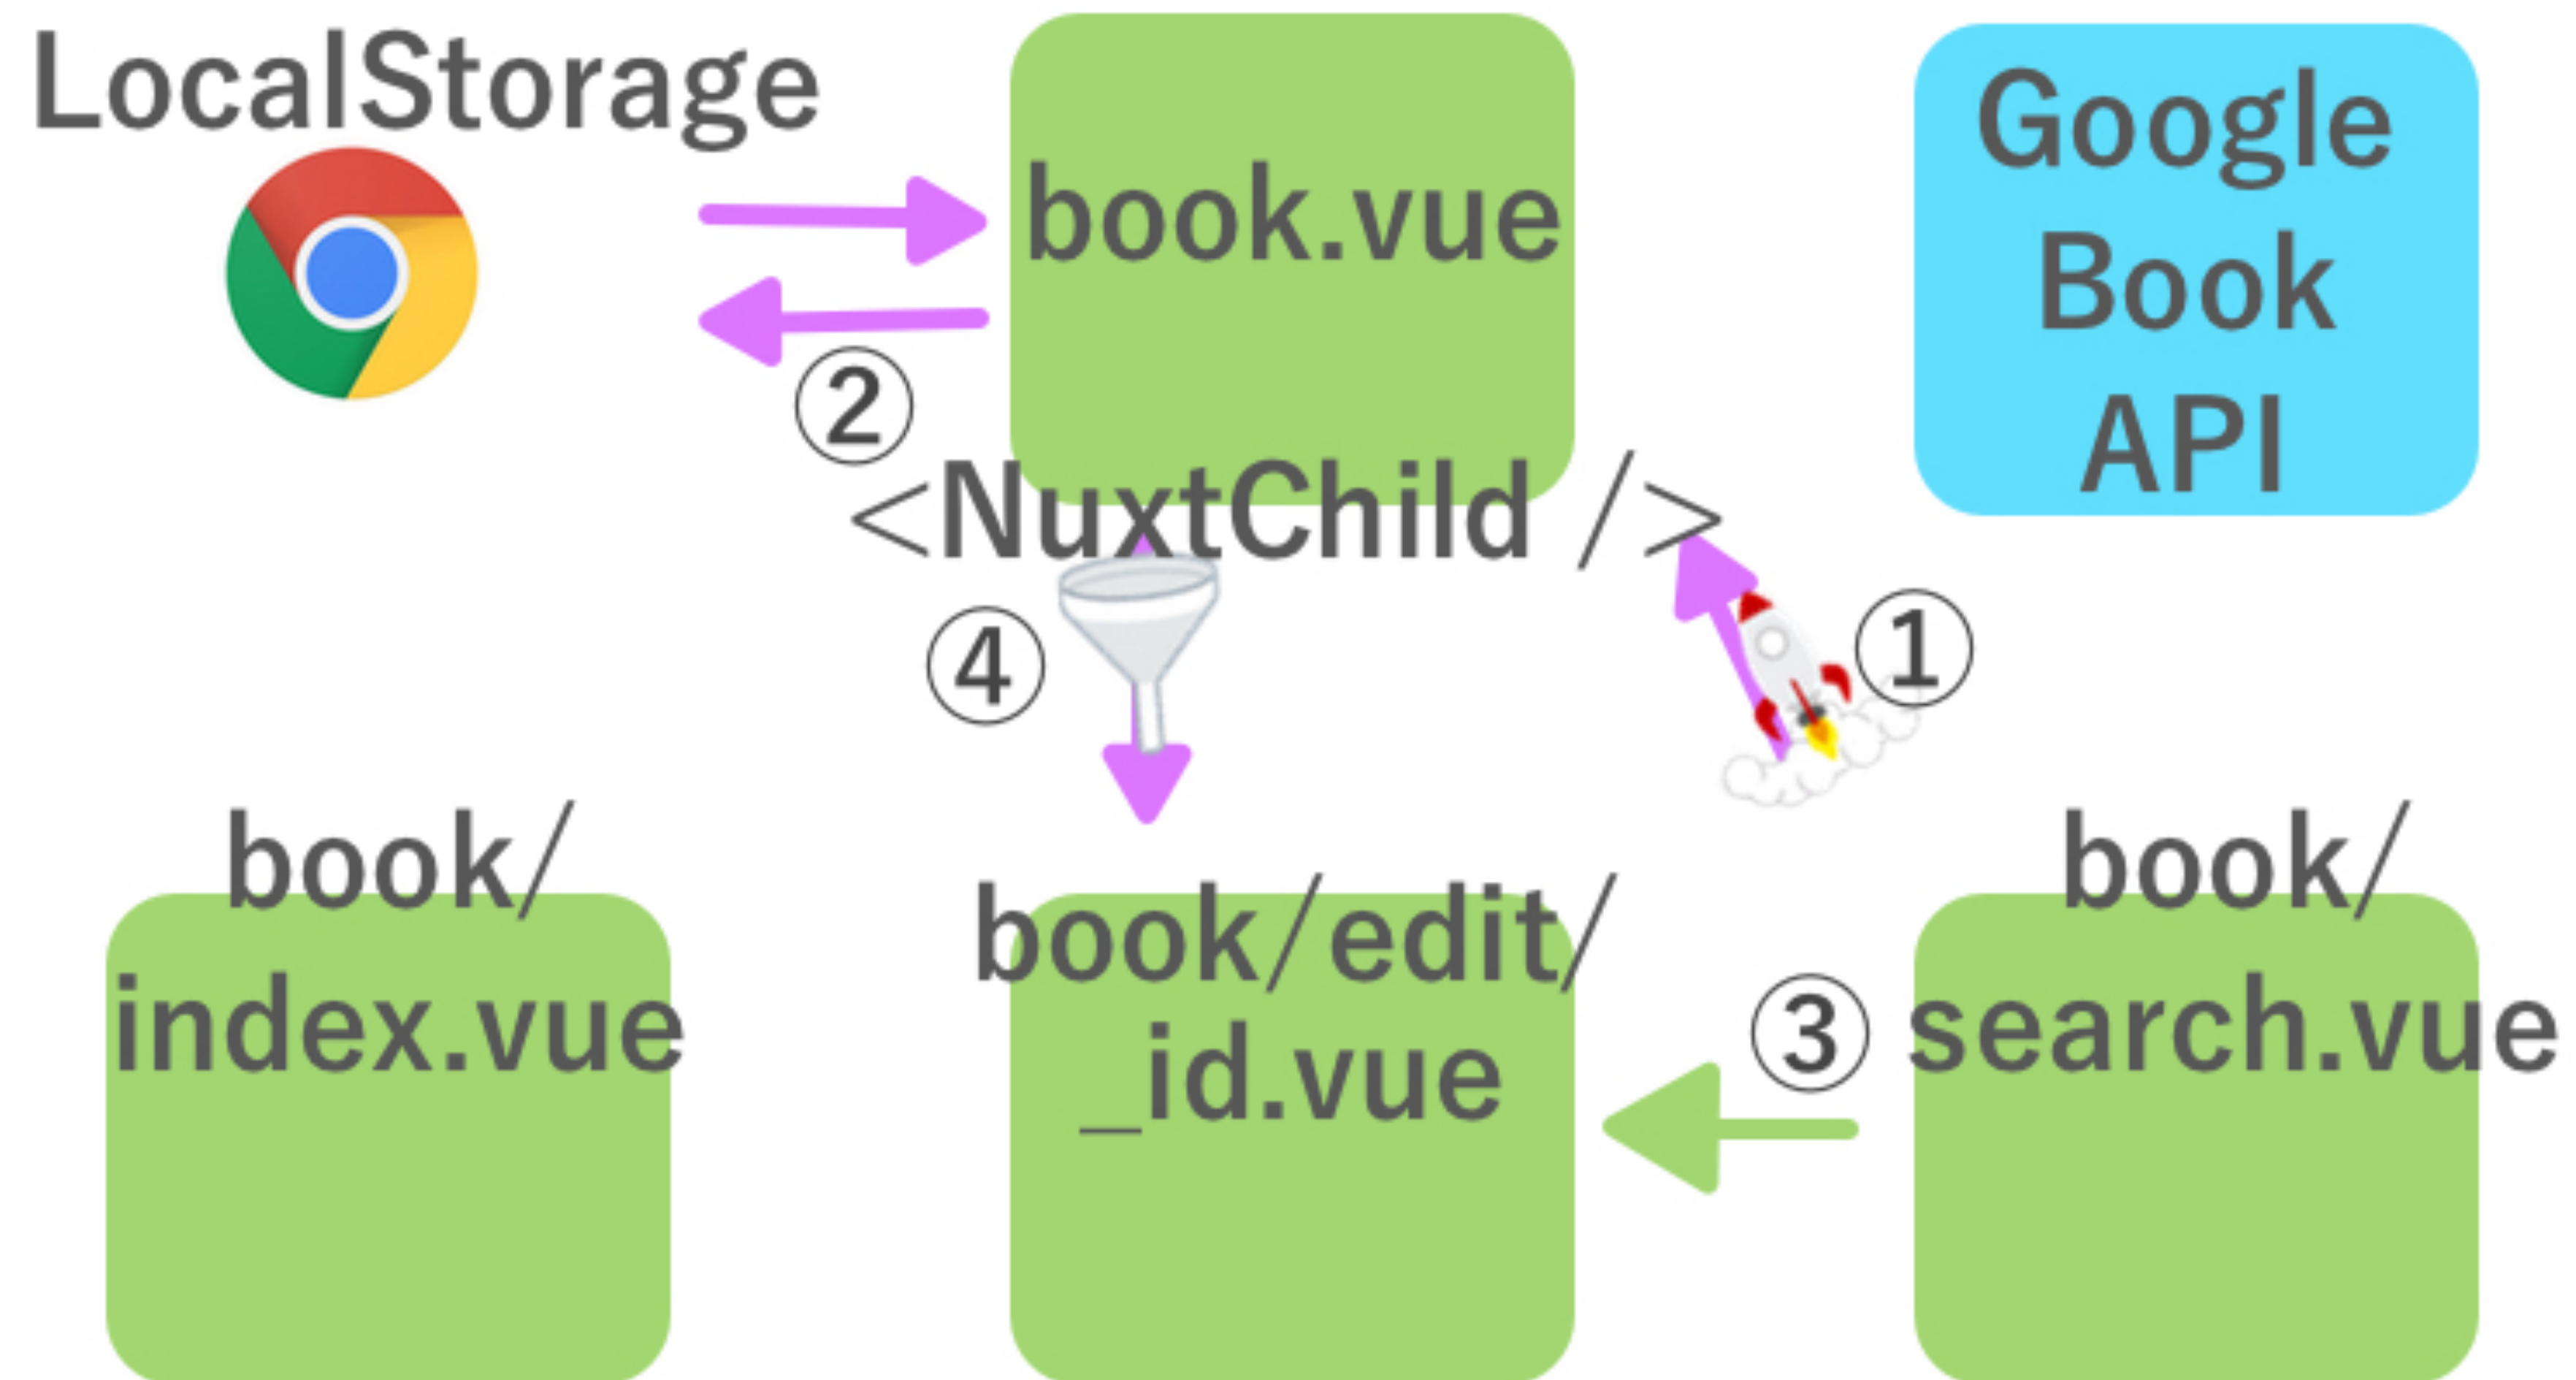 LocalStorage
book.vue
Google
Book
API
②
<NuxtChild />
④
①
book/
index.vue
book/edit/
_id.vue
③
book/
search.vue